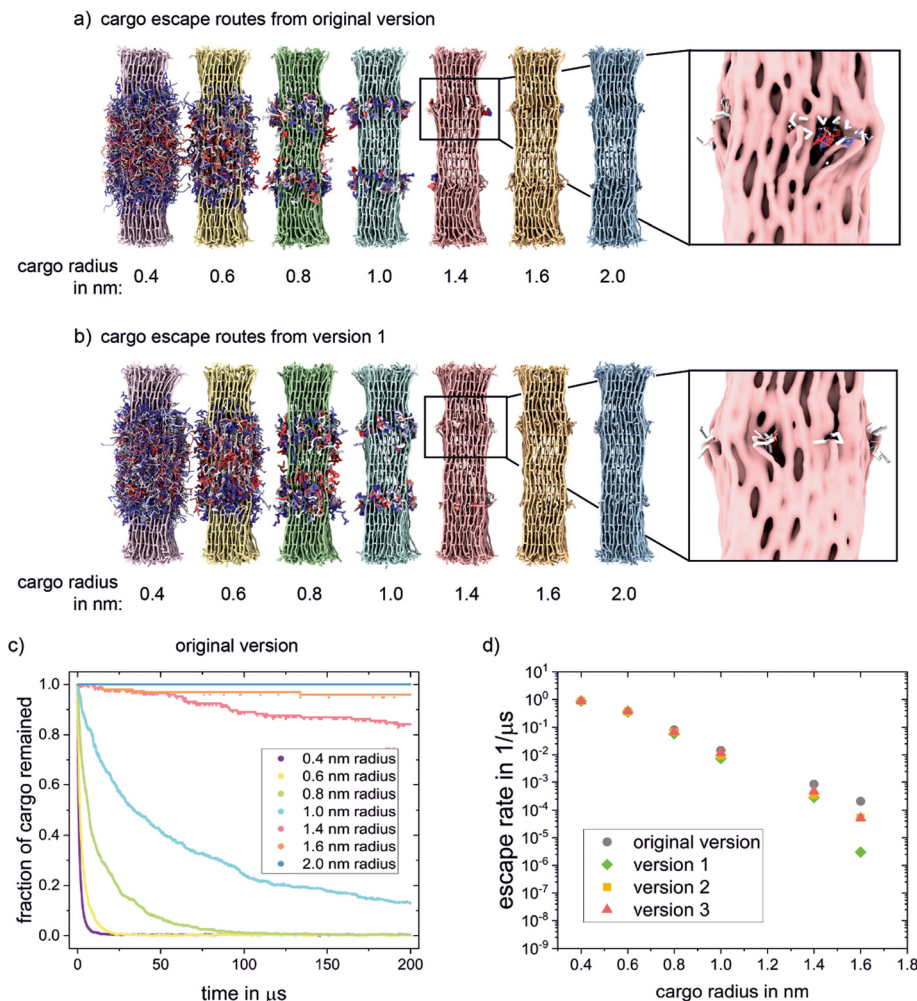 a) cargo escape routes from original version
cargo radius
in nm:
0.4 0.6 0.8 1.0 1.4 1.6 2.0
b) cargo escape routes from version 1
cargo radius
in nm:
0.4 0.6 0.8 1.0 1.4 1.6 2.0
c) original version
fraction of cargo remained
1.0
0.8
0.6
0.4
0.2
0.0
0.4 nm radius
0.6 nm radius
0.8 nm radius
1.0 nm radius
1.4 nm radius
1.6 nm radius
2.0 nm radius
0 50 100 150 200
time in μs
d)
escape rate in 1/μs
10^1
10^0
10^-1
10^-2
10^-3
10^-4
10^-5
10^-6
10^-7
10^-8
10^-9
original version
version 1
version 2
version 3
0.4 0.6 0.8 1.0 1.2 1.4 1.6 1.8
cargo radius in nm